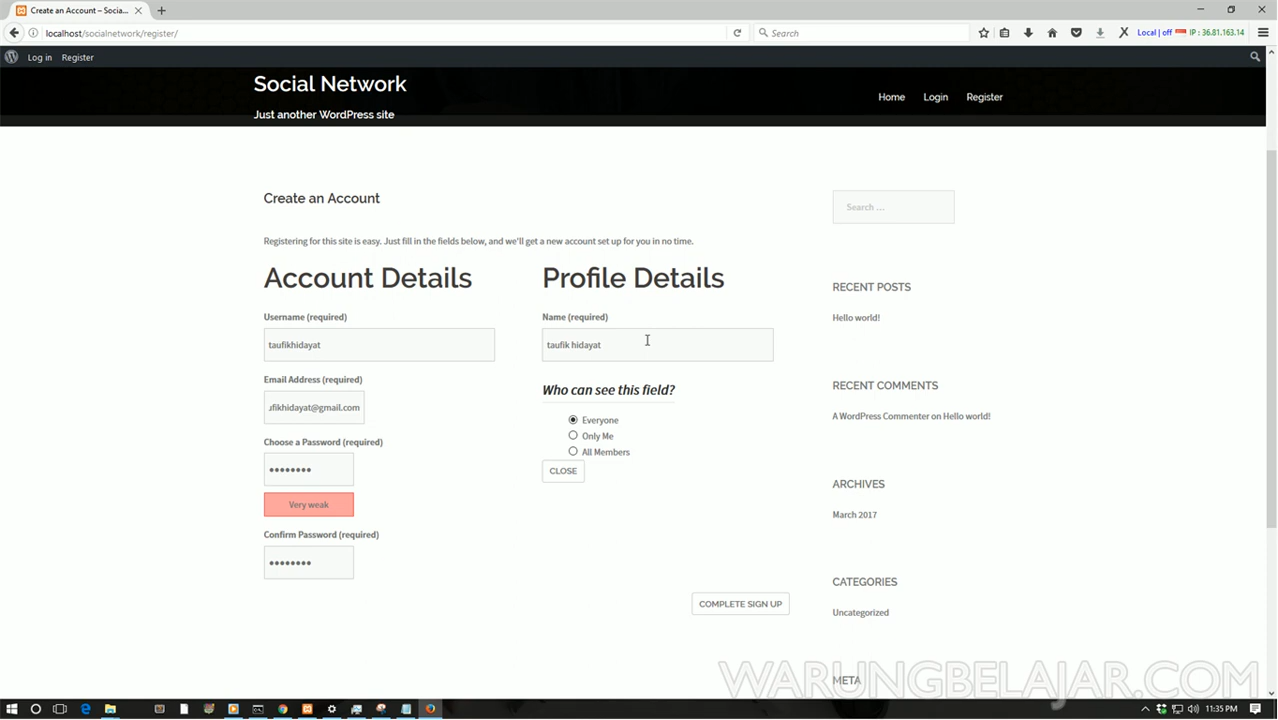 Create an Account – Socia...
localhost/socialnetwork/register/
Search
Local | off
IP : 36.81.163.14
Log in
Register
Social Network
Just another WordPress site
Home
Login
Register
Create an Account
Registering for this site is easy. Just fill in the fields below, and we'll get a new account set up for you in no time.
Account Details
Username (required)
taufikhidayat
Email Address (required)
ufikhidayat@gmail.com
Choose a Password (required)
••••••••
Very weak
Confirm Password (required)
••••••••
Profile Details
Name (required)
taufik hidayat
Who can see this field?
Everyone
Only Me
All Members
CLOSE
COMPLETE SIGN UP
Search ...
RECENT POSTS
Hello world!
RECENT COMMENTS
A WordPress Commenter on Hello world!
ARCHIVES
March 2017
CATEGORIES
Uncategorized
META
WARUNGBELAJAR.COM
11:35 PM